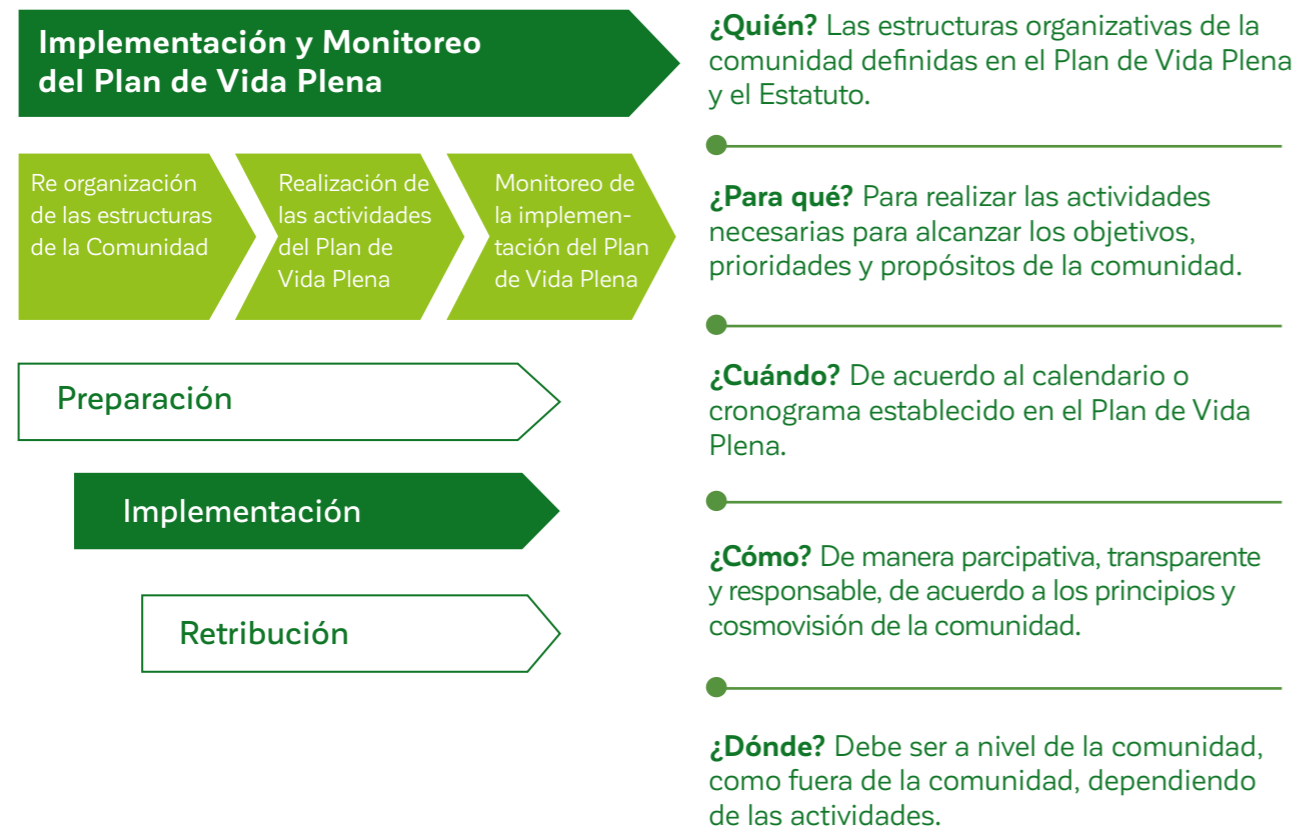 Implementación y Monitoreo
del Plan de Vida Plena
Re organización
de las estructuras
de la Comunidad
Realización de
las actividades
del Plan de
Vida Plena
Monitoreo de
la implemen-
tación del Plan
de Vida Plena
Preparación
Implementación
Retribución
¿Quién? Las estructuras organizativas de la
comunidad definidas en el Plan de Vida Plena
y el Estatuto.
¿Para qué? Para realizar las actividades
necesarias para alcanzar los objetivos,
prioridades y propósitos de la comunidad.
¿Cuándo? De acuerdo al calendario o
cronograma establecido en el Plan de Vida
Plena.
¿Cómo? De manera parcipativa, transparente
y responsable, de acuerdo a los principios y
cosmovisión de la comunidad.
¿Dónde? Debe ser a nivel de la comunidad,
como fuera de la comunidad, dependiendo
de las actividades.